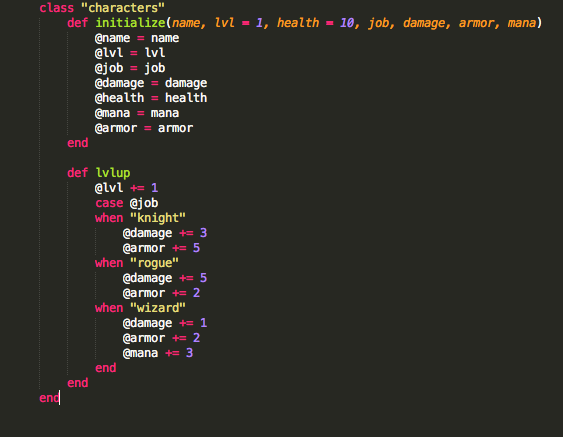 class "characters"
def initialize(name, lvl = 1, health = 10, job, damage, armor, mana)
@name = name
@lvl = lvl
@job = job
@damage = damage
@health = health
@mana = mana
@armor = armor
end
def lvlup
@lvl += 1
case @job
when "knight"
@damage += 3
@armor += 5
when "rogue"
@damage += 5
@armor += 2
when "wizard"
@damage += 1
@armor += 2
@mana += 3
end
end
end